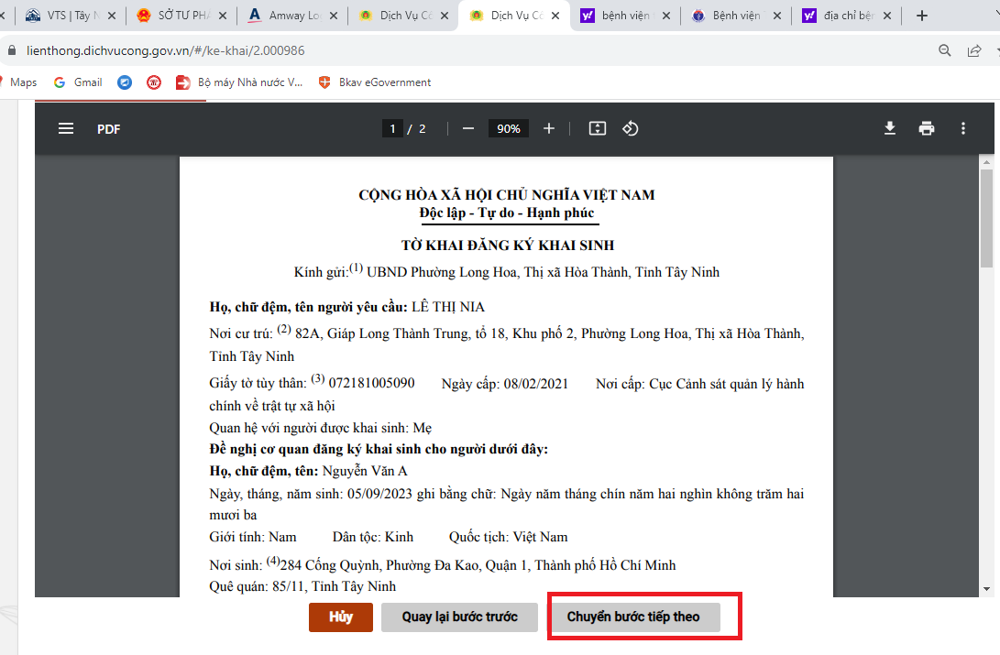 VTS | Tây N
SỞ TƯ PHÁ
Amway Lo
Dịch Vụ Cô
Dịch Vụ Cô
bệnh viện
Bệnh viện
địa chỉ bện
lienthong.dichvucong.gov.vn/#/ke-khai/2.000986
Maps
Gmail
Bộ máy Nhà nước V...
Bkav eGovernment
PDF
1 / 2
90%
CỘNG HÒA XÃ HỘI CHỦ NGHĨA VIỆT NAM
Độc lập - Tự do - Hạnh phúc
TỜ KHAI ĐĂNG KÝ KHAI SINH
Kính gửi:(1) UBND Phường Long Hoa, Thị xã Hòa Thành, Tỉnh Tây Ninh
Họ, chữ đệm, tên người yêu cầu: LÊ THỊ NIA
Nơi cư trú: (2) 82A, Giáp Long Thành Trung, tổ 18, Khu phố 2, Phường Long Hoa, Thị xã Hòa Thành,
Tỉnh Tây Ninh
Giấy tờ tùy thân: (3) 072181005090 Ngày cấp: 08/02/2021 Nơi cấp: Cục Cảnh sát quản lý hành
chính về trật tự xã hội
Quan hệ với người được khai sinh: Mẹ
Đề nghị cơ quan đăng ký khai sinh cho người dưới đây:
Họ, chữ đệm, tên: Nguyễn Văn A
Ngày, tháng, năm sinh: 05/09/2023 ghi bằng chữ: Ngày năm tháng chín năm hai nghìn không trăm hai
mươi ba
Giới tính: Nam Dân tộc: Kinh Quốc tịch: Việt Nam
Nơi sinh: (4)284 Cống Quỳnh, Phường Đa Kao, Quận 1, Thành phố Hồ Chí Minh
Quê quán: 85/11, Tỉnh Tây Ninh
Hủy
Quay lại bước trước
Chuyển bước tiếp theo